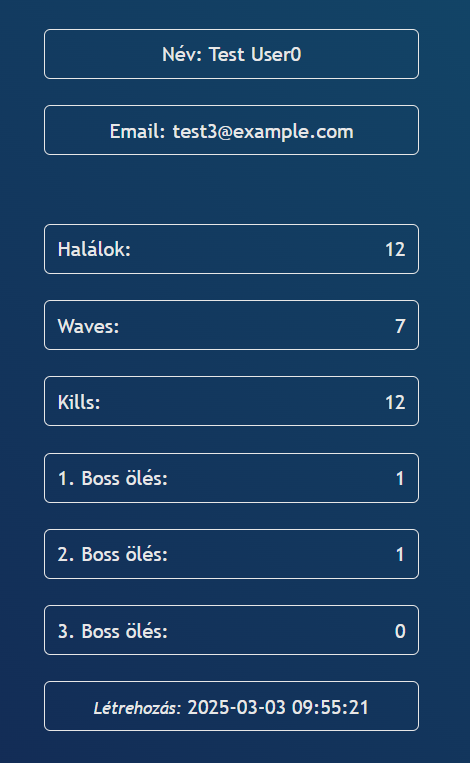 Név: Test User0
Email: test3@example.com
Halálok: 12
Waves: 7
Kills: 12
1. Boss ölés: 1
2. Boss ölés: 1
3. Boss ölés: 0
Létrehozás: 2025-03-03 09:55:21